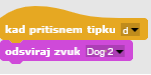 kad pritisnem tipku d
odsviraj zvuk Dog 2